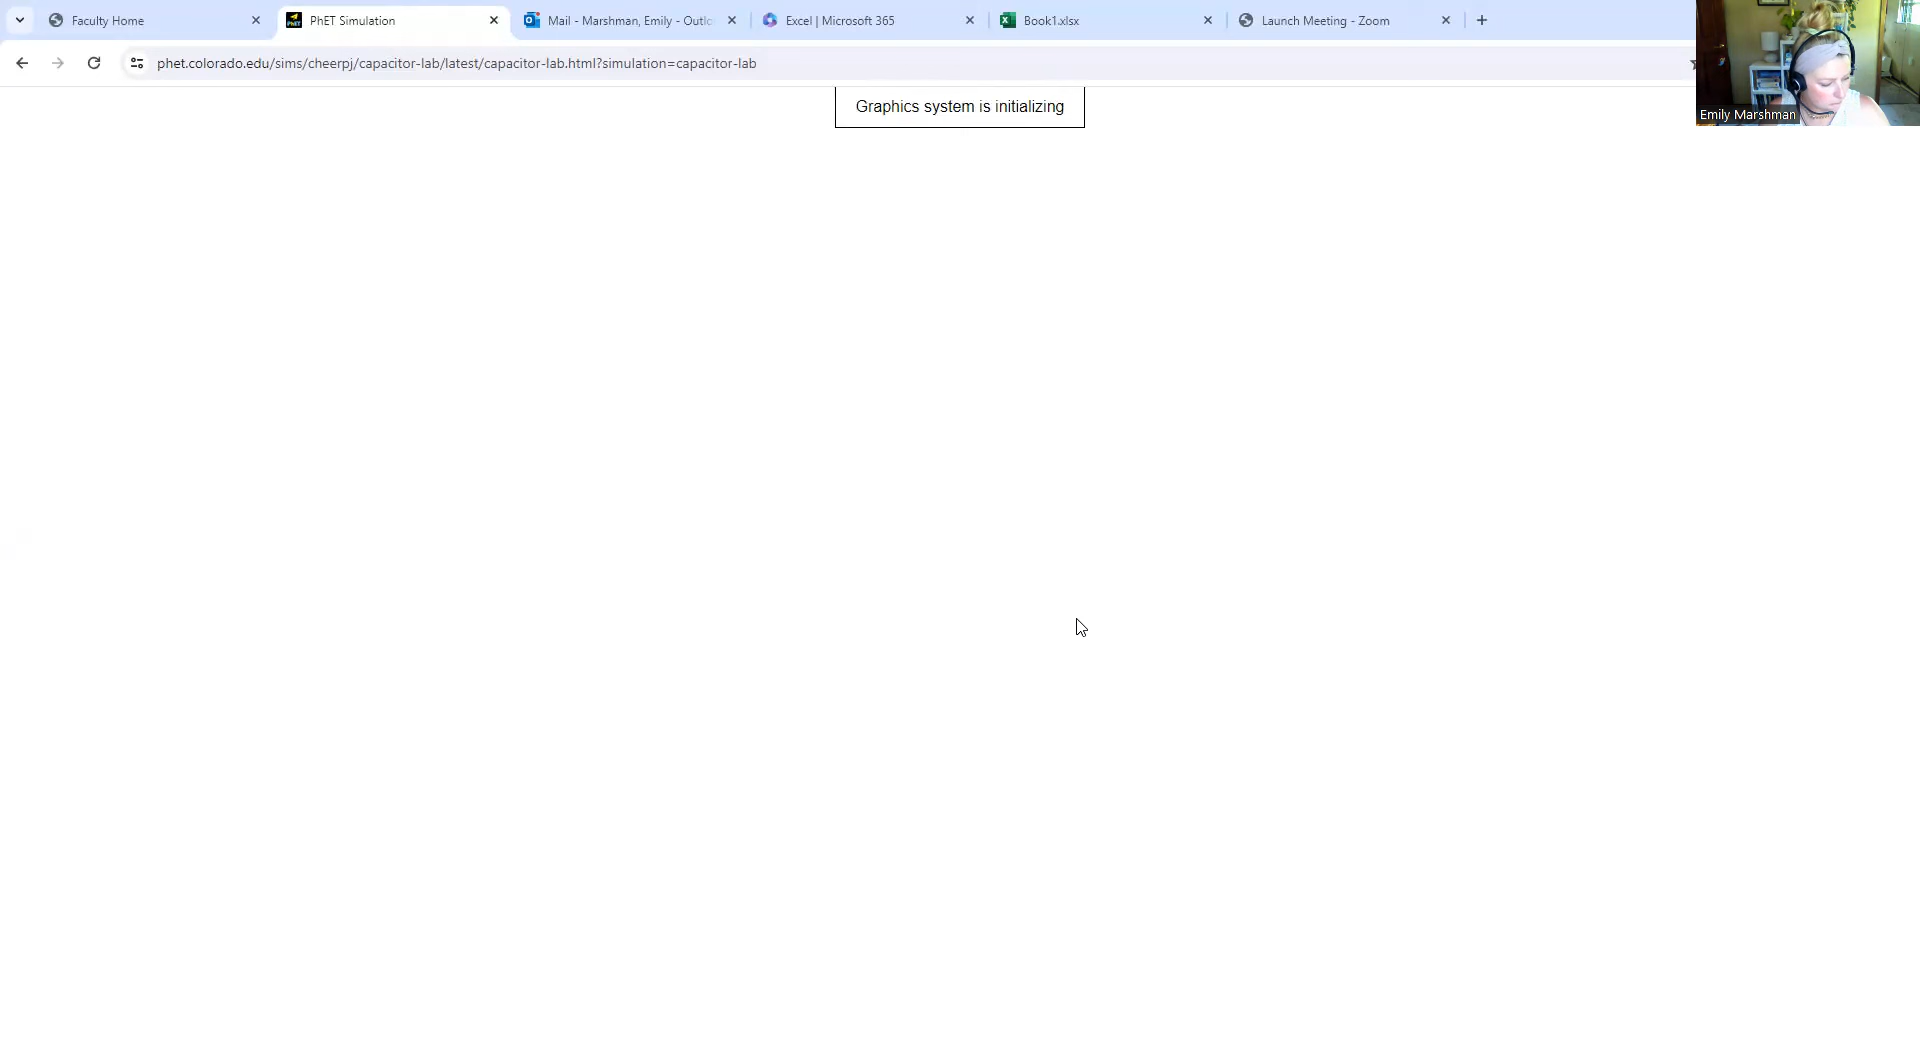 Faculty Home
PhET Simulation
Mail - Marshman, Emily - Outlo
Excel | Microsoft 365
Book1.xlsx
Launch Meeting - Zoom
phet.colorado.edu/sims/cheerpj/capacitor-lab/latest/capacitor-lab.html?simulation=capacitor-lab
Graphics system is initializing
Emily Marshman